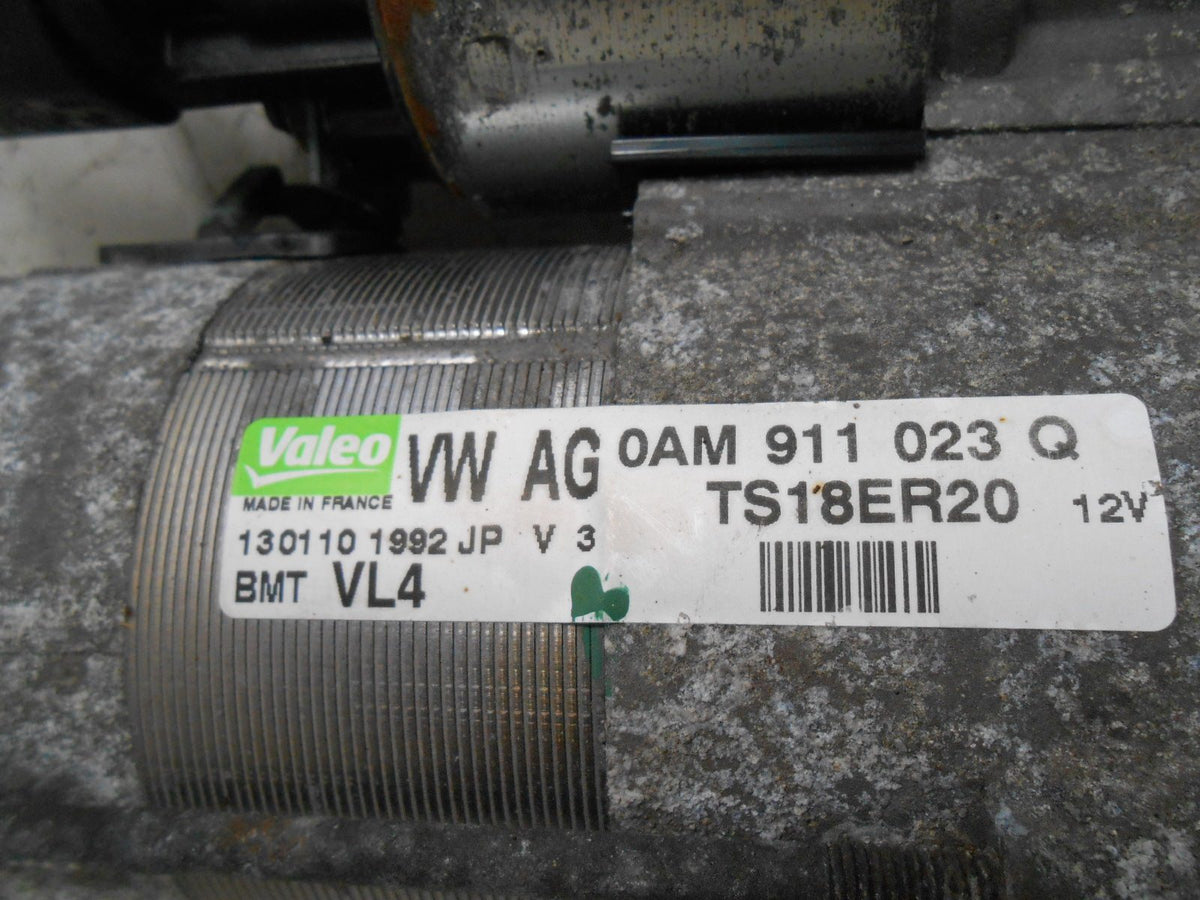 Valeo
MADE IN FRANCE
VW AG
0AM 911 023 Q
TS18ER20 12V
130110 1992 JP V 3
BMT VL4